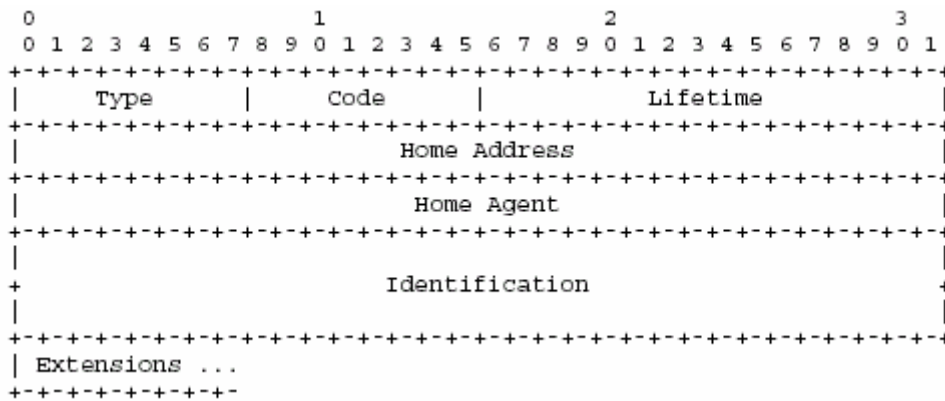 0                   1                   2                   3
 0 1 2 3 4 5 6 7 8 9 0 1 2 3 4 5 6 7 8 9 0 1 2 3 4 5 6 7 8 9 0 1
+-+-+-+-+-+-+-+-+-+-+-+-+-+-+-+-+-+-+-+-+-+-+-+-+-+-+-+-+-+-+-+-+
|     Type      |     Code      |           Lifetime            |
+-+-+-+-+-+-+-+-+-+-+-+-+-+-+-+-+-+-+-+-+-+-+-+-+-+-+-+-+-+-+-+-+
|                          Home Address                         |
+-+-+-+-+-+-+-+-+-+-+-+-+-+-+-+-+-+-+-+-+-+-+-+-+-+-+-+-+-+-+-+-+
|                           Home Agent                          |
+-+-+-+-+-+-+-+-+-+-+-+-+-+-+-+-+-+-+-+-+-+-+-+-+-+-+-+-+-+-+-+-+
|                                                               |
+                         Identification                        +
|                                                               |
+-+-+-+-+-+-+-+-+-+-+-+-+-+-+-+-+-+-+-+-+-+-+-+-+-+-+-+-+-+-+-+-+
| Extensions ...
+-+-+-+-+-+-+-+-